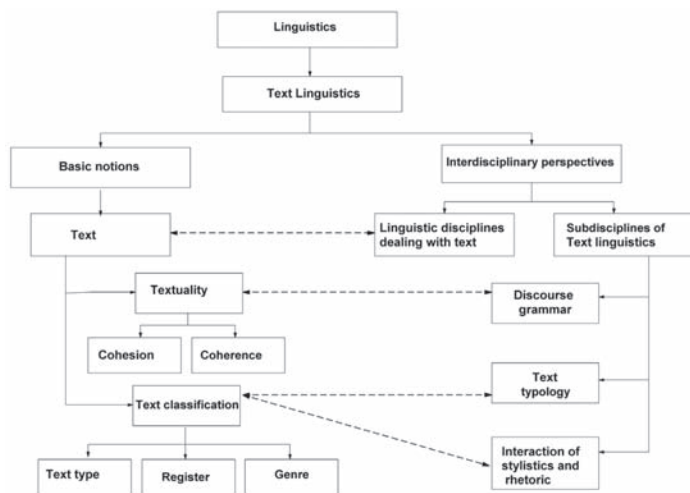 Linguistics
Text Linguistics
Basic notions
Interdisciplinary perspectives
Text
Linguistic disciplines
dealing with text
Subdisciplines of
Text linguistics
Textuality
Discourse
grammar
Cohesion
Coherence
Text
typology
Text classification
Interaction of
stylistics and
rhetoric
Text type
Register
Genre